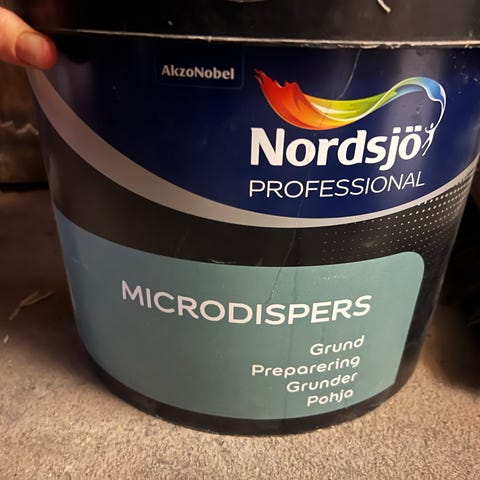 AkzoNobel
Nordsjö
PROFESSIONAL
MICRODISPERS
Grund
Preparering
Grunder
Pohja